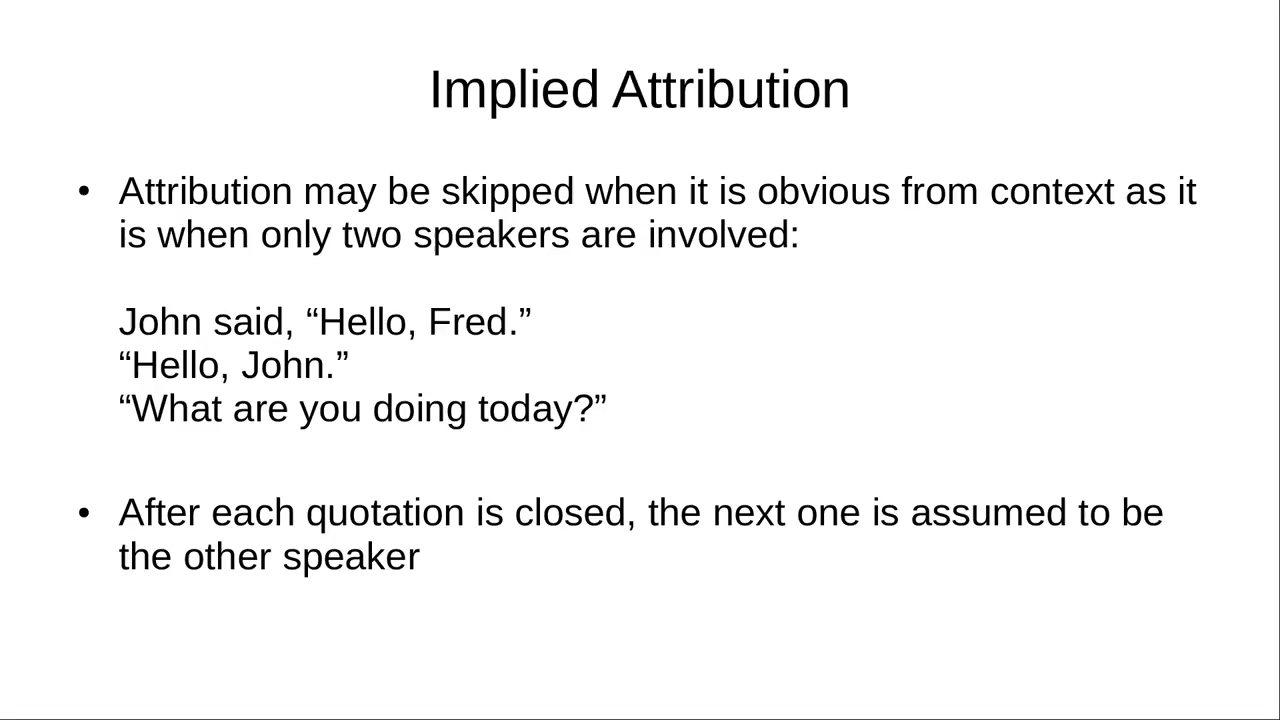 Implied Attribution
• Attribution may be skipped when it is obvious from context as it
is when only two speakers are involved:
John said, “Hello, Fred.”
“Hello, John.”
“What are you doing today?”
• After each quotation is closed, the next one is assumed to be
the other speaker